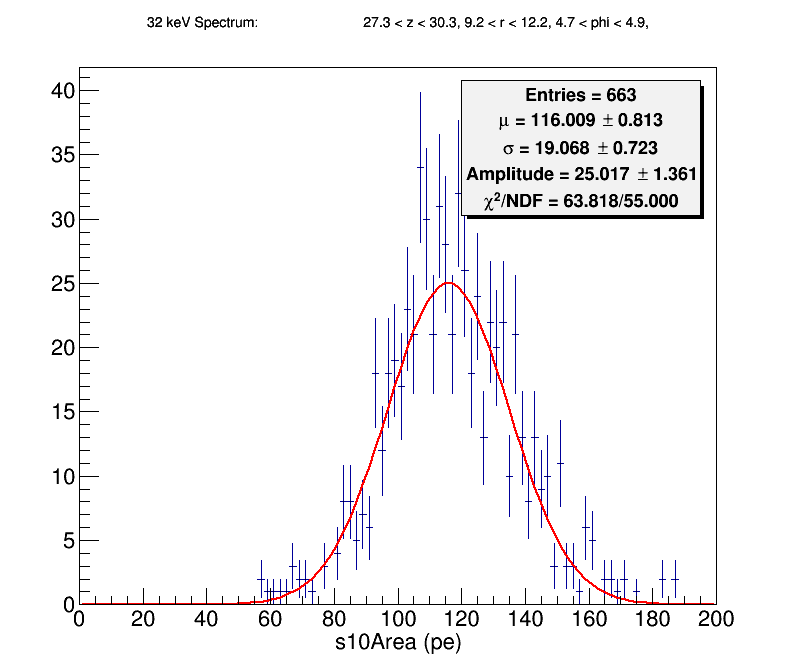 32 keV Spectrum: 27.3 < z < 30.3, 9.2 < r < 12.2, 4.7 < phi < 4.9,
Entries = 663
μ = 116.009 ± 0.813
σ = 19.068 ± 0.723
Amplitude = 25.017 ± 1.361
χ²/NDF = 63.818/55.000
40
35
30
25
20
15
10
5
0
0 20 40 60 80 100 120 140 160 180 200
s10Area (pe)